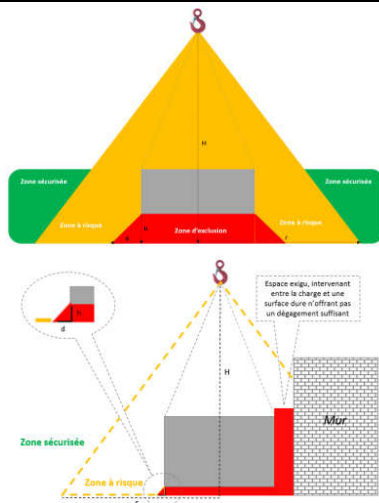 H
Zone sécurisée
Zone sécurisée
Zone à risque
Zone d'exclusion
Zone à risque
h
Espace exigu, intervenant
entre la charge et une
surface dure n'offrant pas
un dégagement suffisant
h
d
H
Mur
Zone sécurisée
Zone à risque